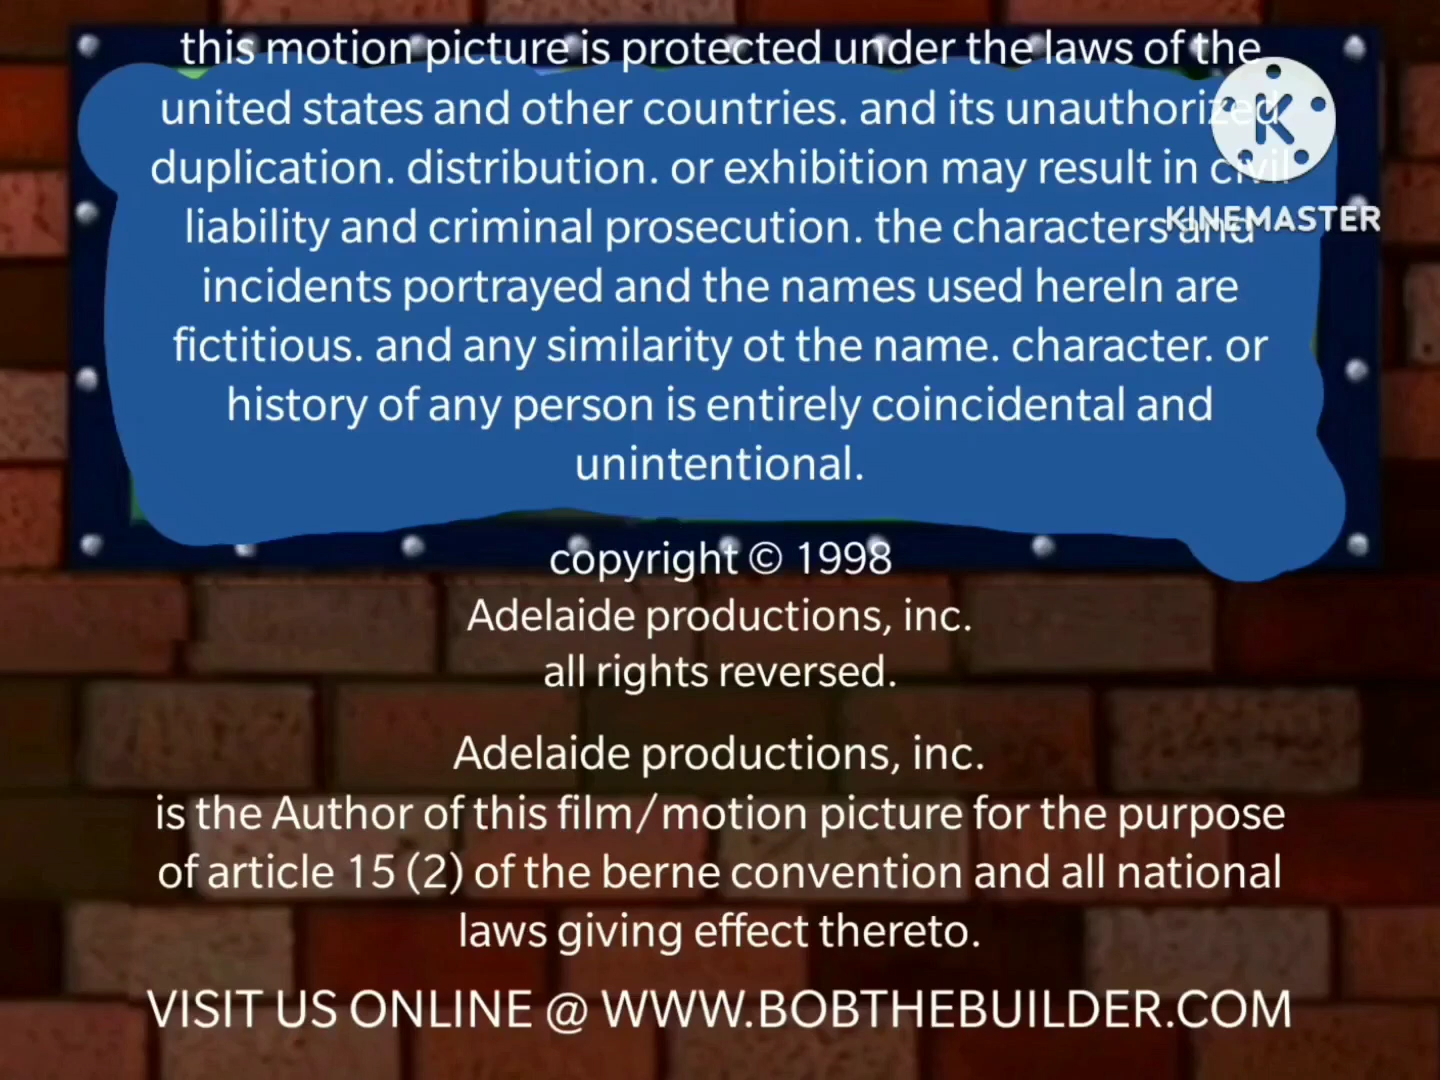 this motion picture is protected under the laws of the
united states and other countries. and its unauthorized
duplication. distribution. or exhibition may result in civil
liability and criminal prosecution. the characters and
KINEMASTER
incidents portrayed and the names used hereln are
fictitious. and any similarity ot the name. character. or
history of any person is entirely coincidental and
unintentional.
copyright © 1998
Adelaide productions, inc.
all rights reversed.
Adelaide productions, inc.
is the Author of this film/motion picture for the purpose
of article 15 (2) of the berne convention and all national
laws giving effect thereto.
VISIT US ONLINE @ WWW.BOBTHEBUILDER.COM